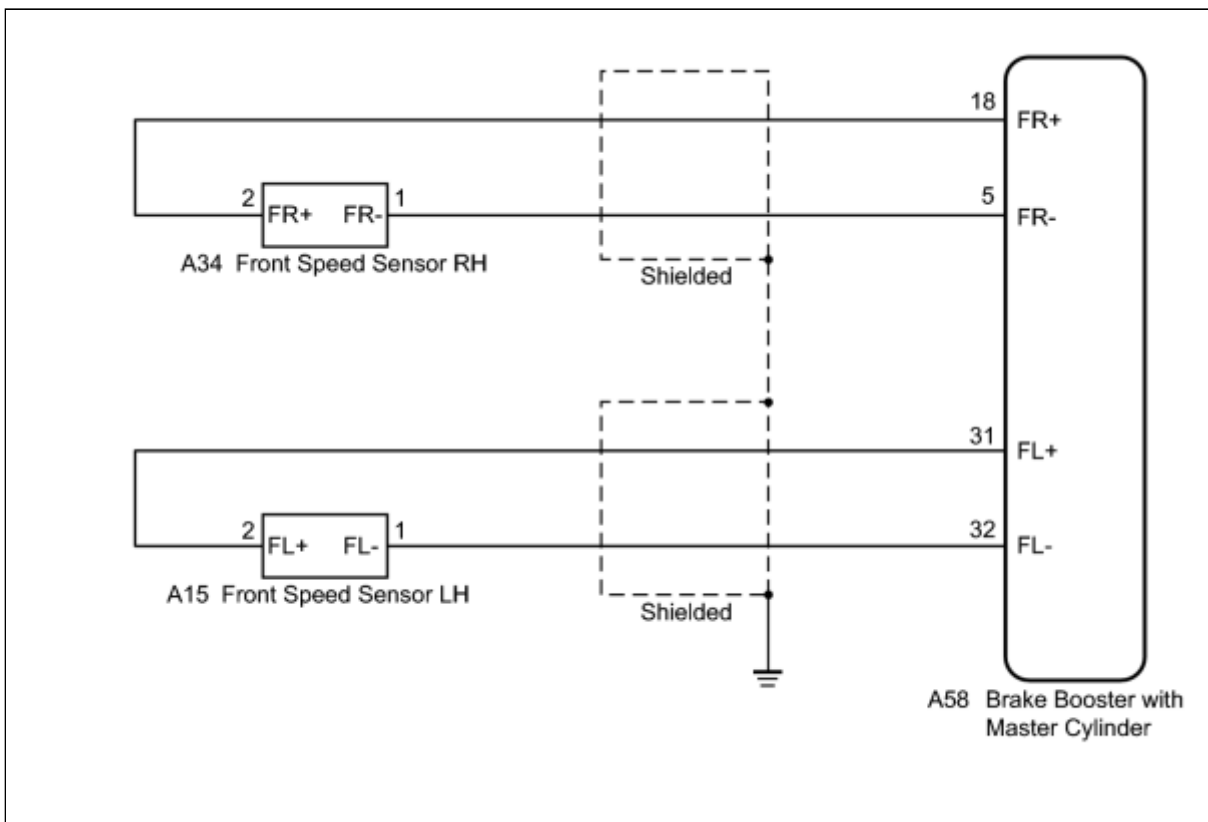 18
FR+
2
FR+ FR-
1
5
FR-
A34 Front Speed Sensor RH
Shielded
31
FL+
2
FL+ FL-
1
32
FL-
A15 Front Speed Sensor LH
Shielded
A58 Brake Booster with
Master Cylinder